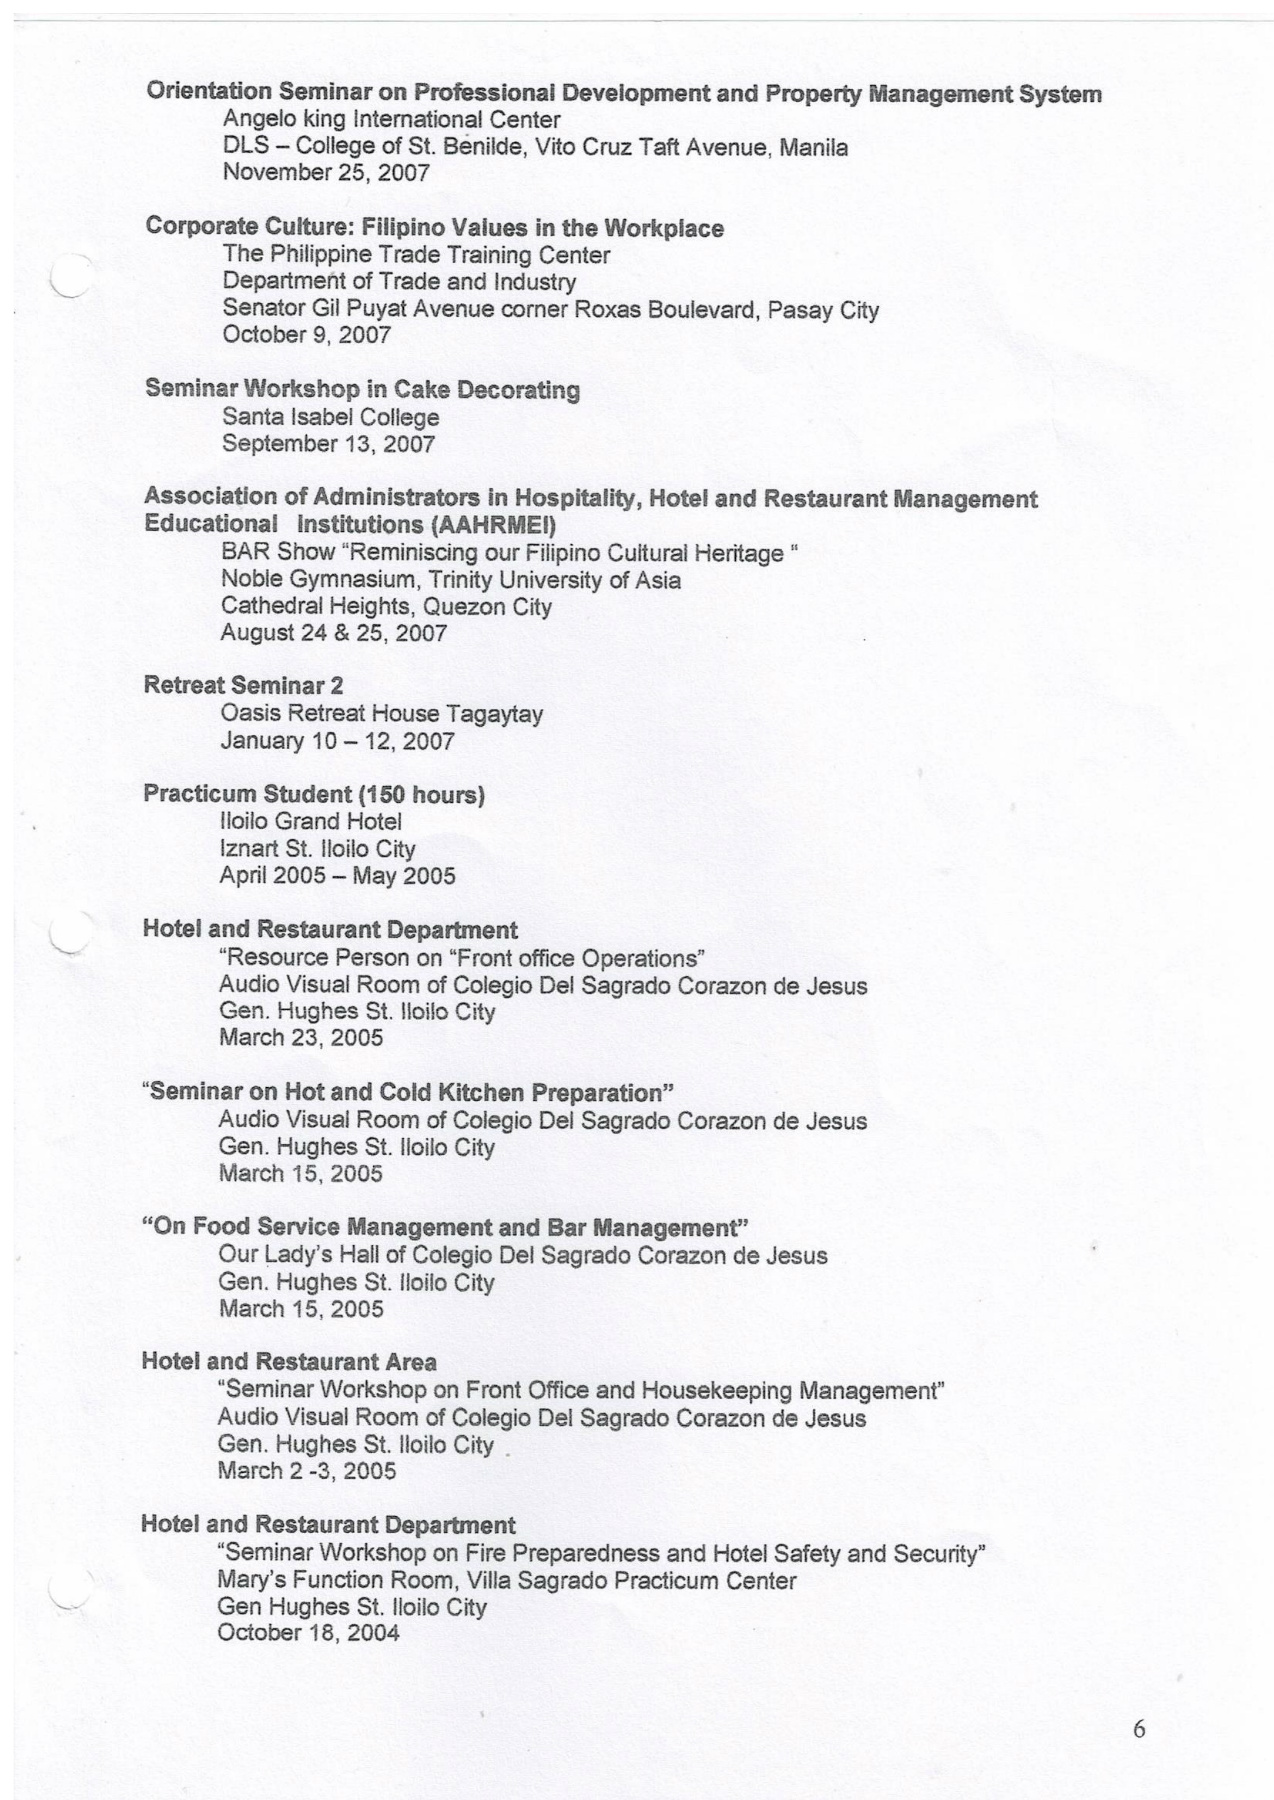 Orientation Seminar on Professional Development and Property Management System
Angelo king International Center
DLS – College of St. Benilde, Vito Cruz Taft Avenue, Manila
November 25, 2007
Corporate Culture: Filipino Values in the Workplace
The Philippine Trade Training Center
Department of Trade and Industry
Senator Gil Puyat Avenue corner Roxas Boulevard, Pasay City
October 9, 2007
Seminar Workshop in Cake Decorating
Santa Isabel College
September 13, 2007
Association of Administrators in Hospitality, Hotel and Restaurant Management
Educational Institutions (AAHRMEI)
BAR Show “Reminiscing our Filipino Cultural Heritage “
Noble Gymnasium, Trinity University of Asia
Cathedral Heights, Quezon City
August 24 & 25, 2007
Retreat Seminar 2
Oasis Retreat House Tagaytay
January 10 – 12, 2007
Practicum Student (150 hours)
Iloilo Grand Hotel
Iznart St. Iloilo City
April 2005 – May 2005
Hotel and Restaurant Department
“Resource Person on “Front office Operations”
Audio Visual Room of Colegio Del Sagrado Corazon de Jesus
Gen. Hughes St. Iloilo City
March 23, 2005
“Seminar on Hot and Cold Kitchen Preparation”
Audio Visual Room of Colegio Del Sagrado Corazon de Jesus
Gen. Hughes St. Iloilo City
March 15, 2005
“On Food Service Management and Bar Management”
Our Lady’s Hall of Colegio Del Sagrado Corazon de Jesus
Gen. Hughes St. Iloilo City
March 15, 2005
Hotel and Restaurant Area
“Seminar Workshop on Front Office and Housekeeping Management”
Audio Visual Room of Colegio Del Sagrado Corazon de Jesus
Gen. Hughes St. Iloilo City
March 2 -3, 2005
Hotel and Restaurant Department
“Seminar Workshop on Fire Preparedness and Hotel Safety and Security”
Mary’s Function Room, Villa Sagrado Practicum Center
Gen Hughes St. Iloilo City
October 18, 2004
6